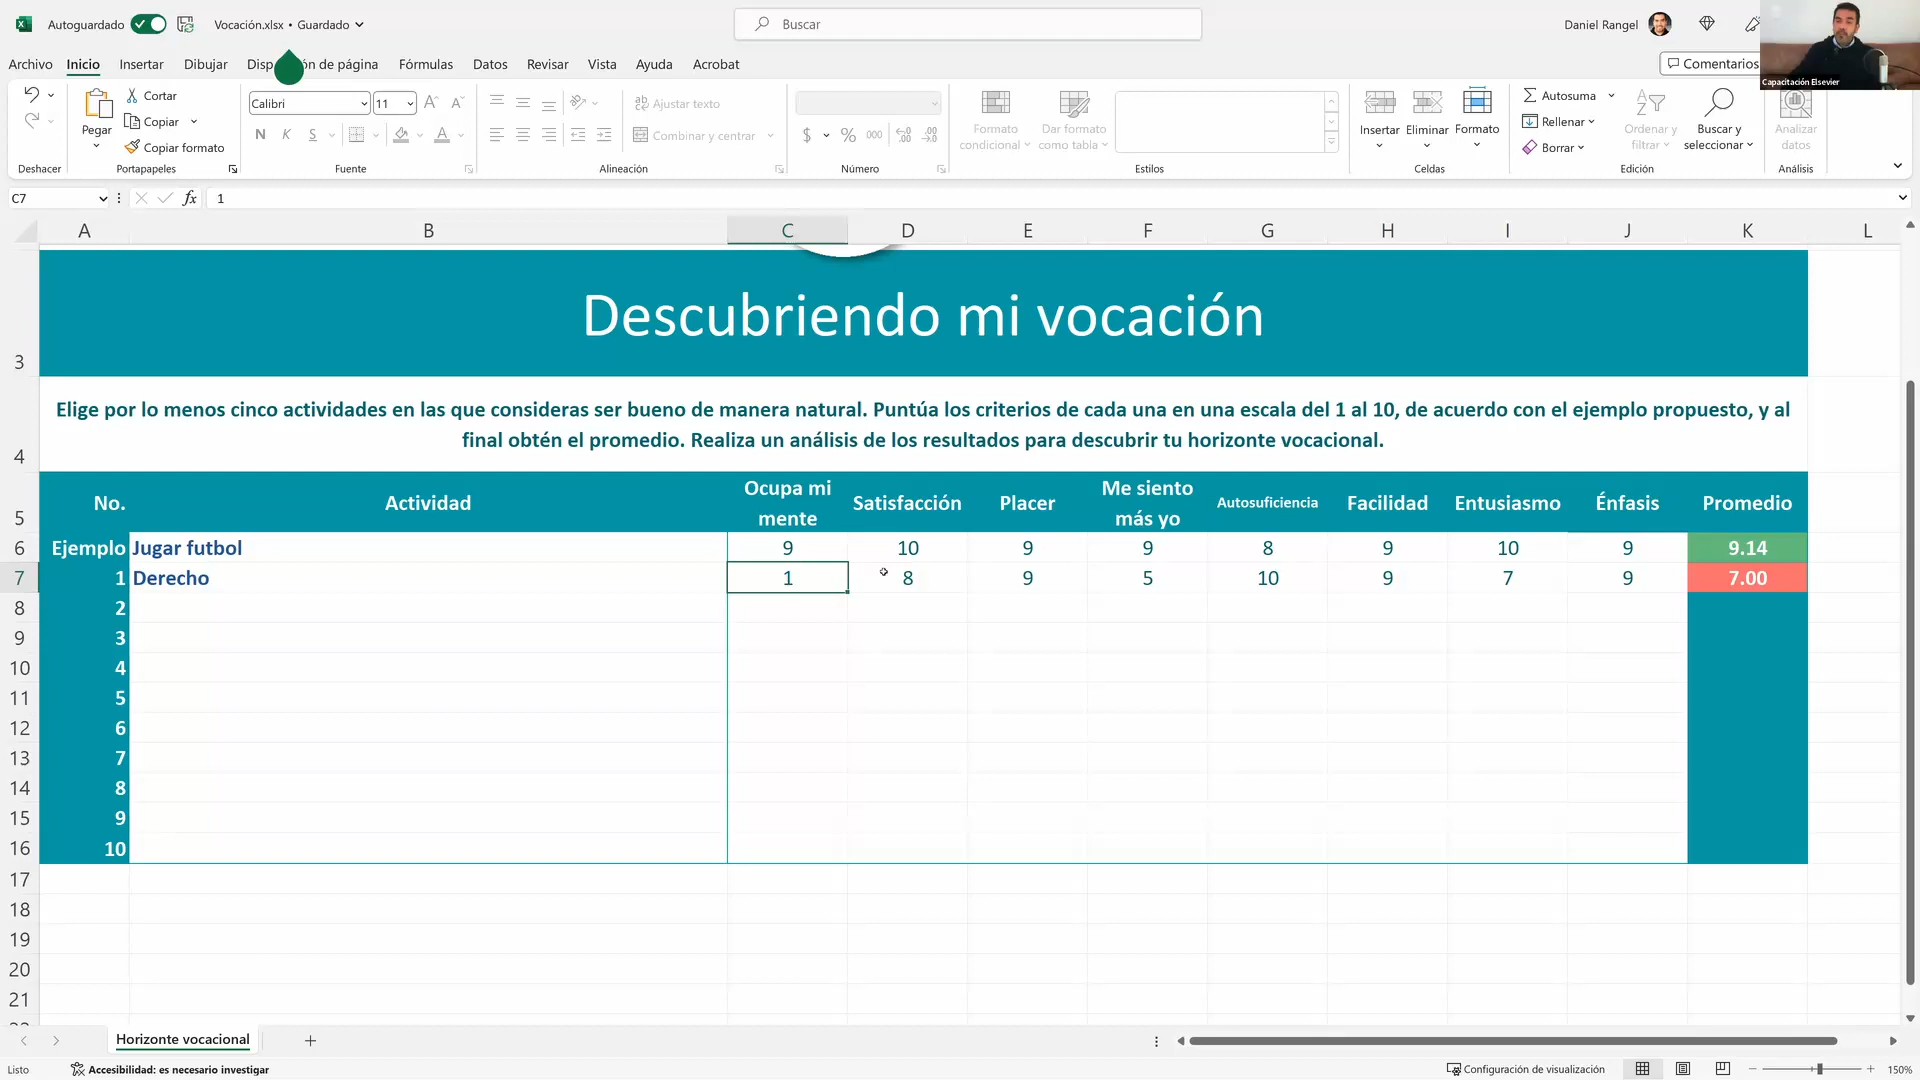 Autoguardado
Vocación.xlsx • Guardado
Buscar
Daniel Rangel
Archivo Inicio Insertar Dibujar Disp ón de página Fórmulas Datos Revisar Vista Ayuda Acrobat
Comentarios
Capacitación Elsevier
Pegar
Cortar
Copiar
Copiar formato
Calibri 11
N K S
Ajustar texto
Combinar y centrar
$ % 000
Formato condicional
Dar formato como tabla
Insertar Eliminar Formato
Autosuma
Rellenar
Borrar
Ordenar y filtrar
Buscar y seleccionar
Analizar datos
Deshacer Portapapeles Fuente Alineación Número Estilos Celdas Edición Análisis
C7 fx 1
A B C D E F G H I J K L
Descubriendo mi vocación
3
Elige por lo menos cinco actividades en las que consideras ser bueno de manera natural. Puntúa los criterios de cada una en una escala del 1 al 10, de acuerdo con el ejemplo propuesto, y al
final obtén el promedio. Realiza un análisis de los resultados para descubrir tu horizonte vocacional.
4
5 No. Actividad Ocupa mi mente Satisfacción Placer Me siento más yo Autosuficiencia Facilidad Entusiasmo Énfasis Promedio
6 Ejemplo Jugar futbol 9 10 9 9 8 9 10 9 9.14
7 1 Derecho 1 8 9 5 10 9 7 9 7.00
8 2
9 3
10 4
11 5
12 6
13 7
14 8
15 9
16 10
17
18
19
20
21
Horizonte vocacional
Listo Accesibilidad: es necesario investigar Configuración de visualización 150%